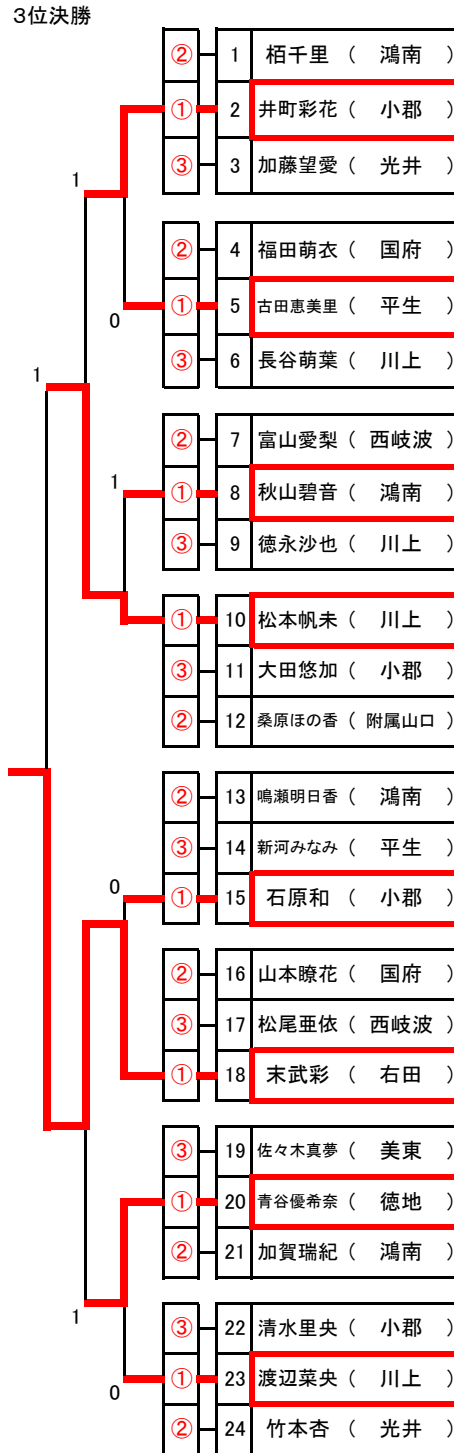 3位決勝
② 1 栢千里 （ 鴻南 ）
① 2 井町彩花 （ 小郡 ）
③ 3 加藤望愛 （ 光井 ）
1
② 4 福田萌衣 （ 国府 ）
① 5 古田恵美里 （ 平生 ）
0
③ 6 長谷萌葉 （ 川上 ）
1
② 7 富山愛梨 （ 西岐波 ）
1
① 8 秋山碧音 （ 鴻南 ）
③ 9 徳永沙也 （ 川上 ）
① 10 松本帆未 （ 川上 ）
③ 11 大田悠加 （ 小郡 ）
② 12 桑原ほの香 （ 附属山口 ）
② 13 鳴瀬明日香 （ 鴻南 ）
③ 14 新河みなみ （ 平生 ）
0
① 15 石原和 （ 小郡 ）
② 16 山本瞭花 （ 国府 ）
③ 17 松尾亜依 （ 西岐波 ）
① 18 末武彩 （ 右田 ）
③ 19 佐々木真夢 （ 美東 ）
① 20 青谷優希奈 （ 徳地 ）
② 21 加賀瑞紀 （ 鴻南 ）
1
③ 22 清水里央 （ 小郡 ）
① 23 渡辺菜央 （ 川上 ）
0
② 24 竹本杏 （ 光井 ）